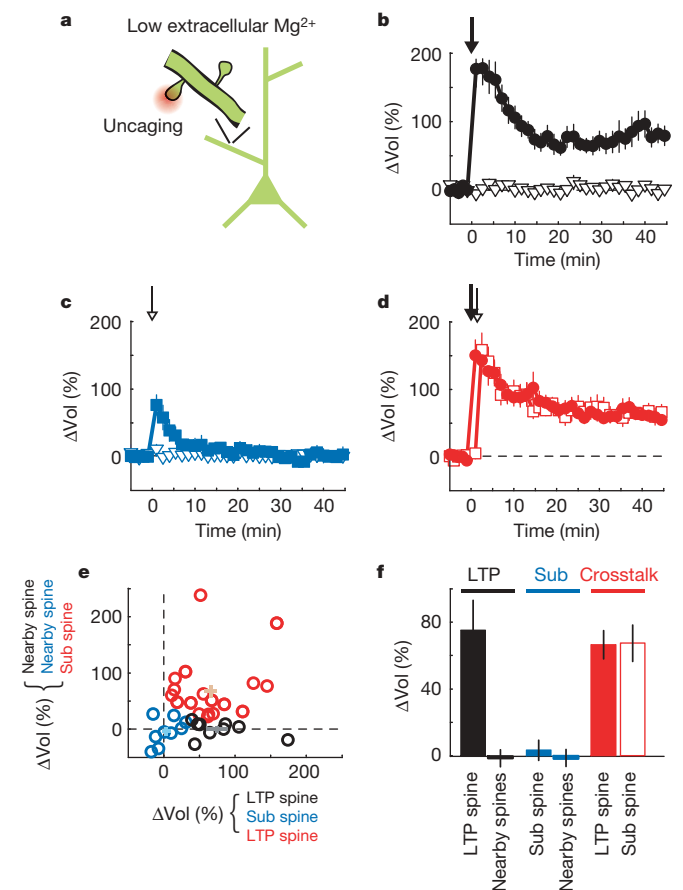 a
Low extracellular Mg²⁺
Uncaging
b
ΔVol (%)
200
100
0
0 10 20 30 40
Time (min)
c
ΔVol (%)
200
100
0
0 10 20 30 40
Time (min)
d
ΔVol (%)
200
100
0
0 10 20 30 40
Time (min)
e
ΔVol (%) {
Nearby spine
Nearby spine
Sub spine
200
100
0
0 100 200
ΔVol (%) {
LTP spine
Sub spine
LTP spine
f
LTP Sub Crosstalk
ΔVol (%)
80
40
0
LTP spine
Nearby spines
Sub spine
Nearby spines
LTP spine
Sub spine